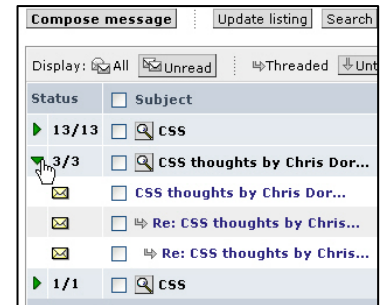 Compose message Update listing Search
Display: All Unread Threaded Unt
Status Subject
13/13 CSS
3/3 CSS thoughts by Chris Dor...
CSS thoughts by Chris Dor...
Re: CSS thoughts by Chris...
Re: CSS thoughts by Chris...
1/1 CSS